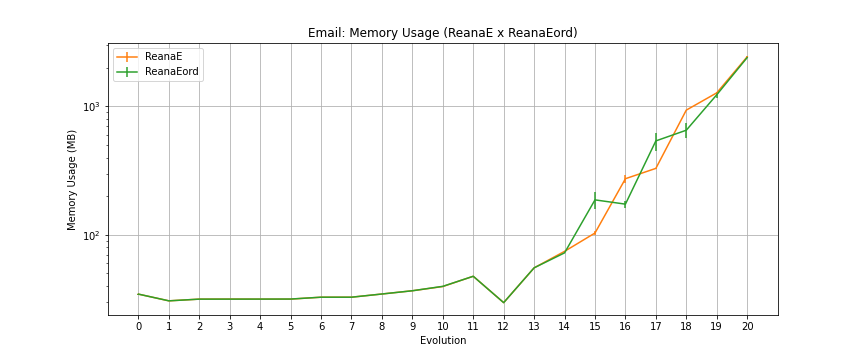 Email: Memory Usage (ReanaE x ReanaEord)
ReanaE
ReanaEord
Memory Usage (MB)
10³
10²
0 1 2 3 4 5 6 7 8 9 10 11 12 13 14 15 16 17 18 19 20
Evolution